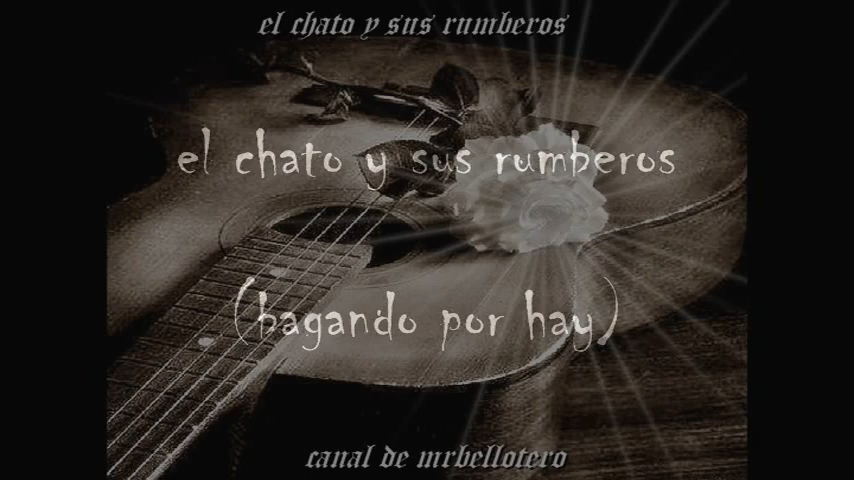 el chato y sus rumberos
el chato y sus rumberos
(bagando por hay)
canal de mrbellotero